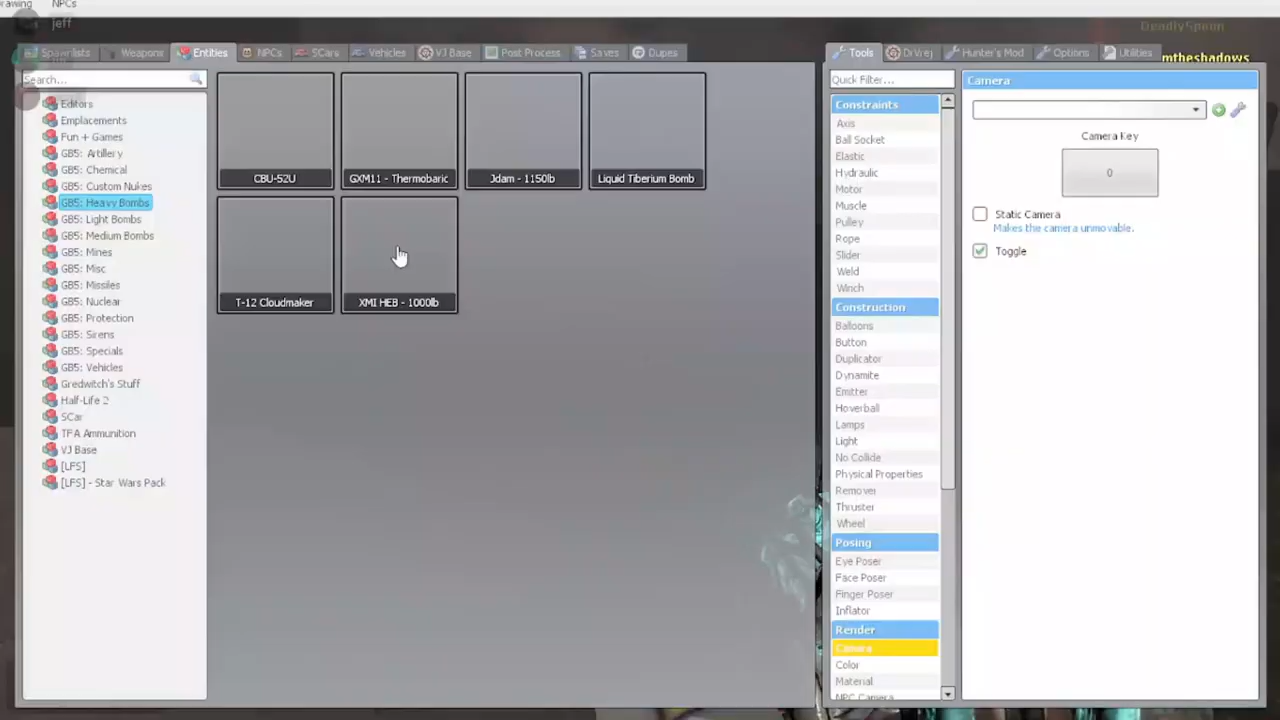 rawing NPCs
jeff
DeadlySpoon
mtheshadows
Spawnlists Weapons Entities NPCs SCars Vehicles VJ Base Post Process Saves Dupes
Tools DrVrej Hunter's Mod Options Utilities
Search...
Editors
Emplacements
Fun + Games
GB5: Artillery
GB5: Chemical
GB5: Custom Nukes
GB5: Heavy Bombs
GB5: Light Bombs
GB5: Medium Bombs
GB5: Mines
GB5: Misc
GB5: Missiles
GB5: Nuclear
GB5: Protection
GB5: Sirens
GB5: Specials
GB5: Vehicles
Gredwitch's Stuff
Half-Life 2
SCar
TFA Ammunition
VJ Base
[LFS]
[LFS] - Star Wars Pack
CBU-52U
GXM11 - Thermobaric
Jdam - 1150lb
Liquid Tiberium Bomb
T-12 Cloudmaker
XMI HEB - 1000lb
Quick Filter...
Constraints
Axis
Ball Socket
Elastic
Hydraulic
Motor
Muscle
Pulley
Rope
Slider
Weld
Winch
Construction
Balloons
Button
Duplicator
Dynamite
Emitter
Hoverball
Lamps
Light
No Collide
Physical Properties
Remover
Thruster
Wheel
Posing
Eye Poser
Face Poser
Finger Poser
Inflator
Render
Camera
Color
Material
NPC Camera
Camera
Camera Key
0
Static Camera
Makes the camera unmovable.
Toggle